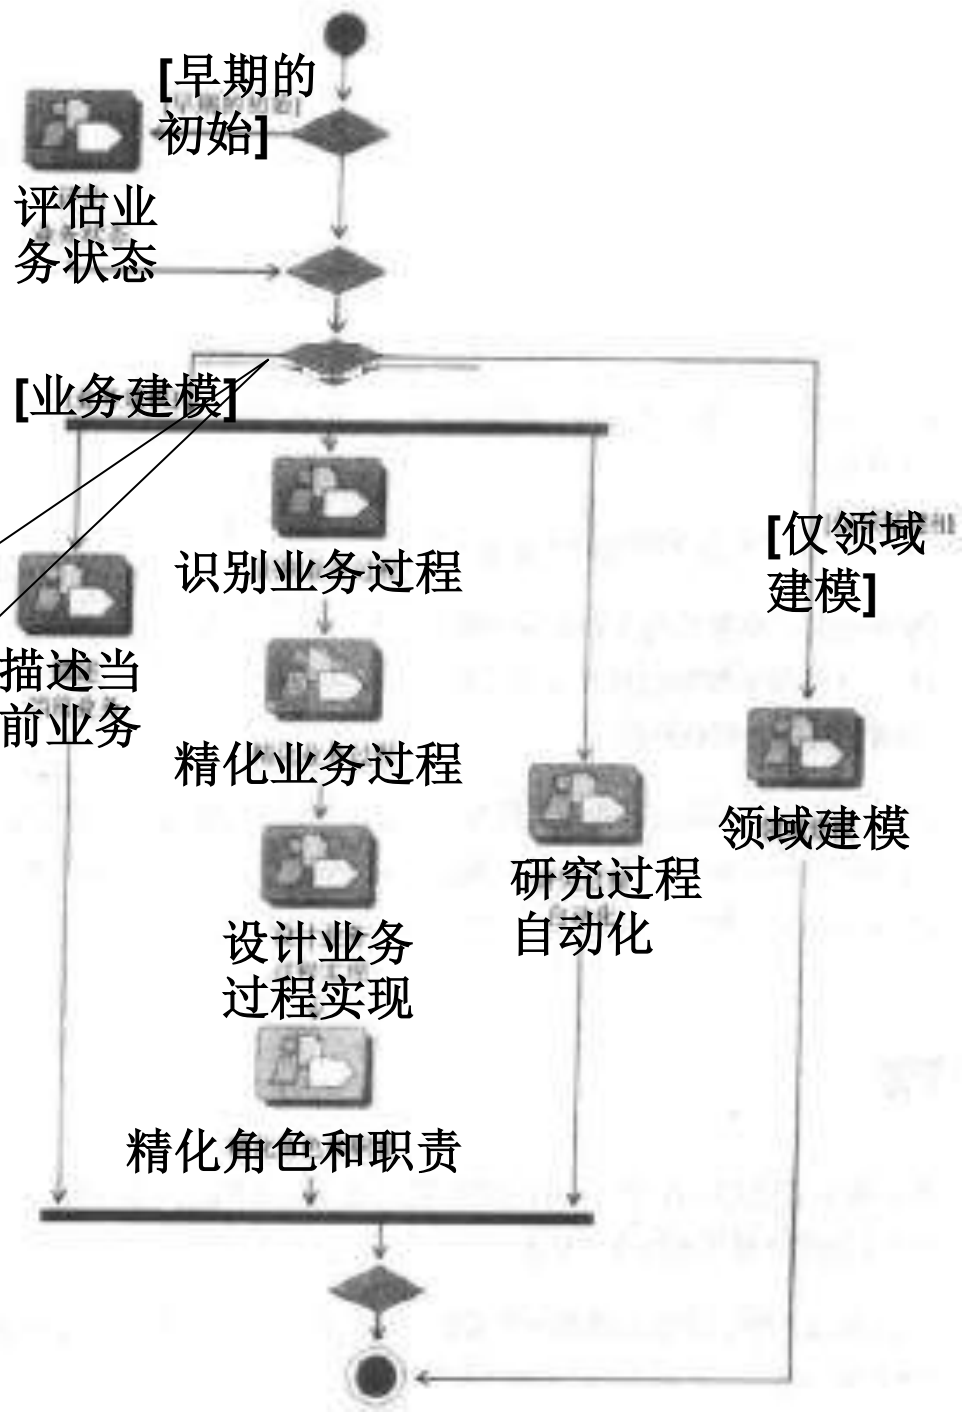 [早期的
初始]
评估业
务状态
[业务建模]
识别业务过程
[仅领域
建模]
描述当
前业务
精化业务过程
领域建模
研究过程
自动化
设计业务
过程实现
精化角色和职责